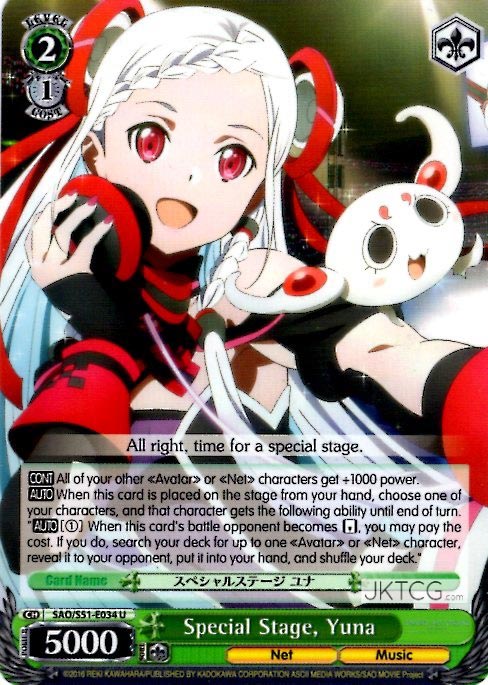 LEVEL
2
1
COST
All right, time for a special stage.
CONT All of your other «Avatar» or «Net» characters get +1000 power.
AUTO When this card is placed on the stage from your hand, choose one of
your characters, and that character gets the following ability until end of turn.
"AUTO [①] When this card's battle opponent becomes [▪], you may pay the
cost. If you do, search your deck for up to one «Avatar» or «Net» character,
reveal it to your opponent, put it into your hand, and shuffle your deck."
Card Name
スペシャルステージ ユナ
JKTCG.com
CH SAO/S51-E034 U
POWER 5000
SOUL
Special Stage, Yuna
Net
Music
©2016 REKI KAWAHARA/PUBLISHED BY KADOKAWA CORPORATION ASCII MEDIA WORKS/SAO MOVIE Project